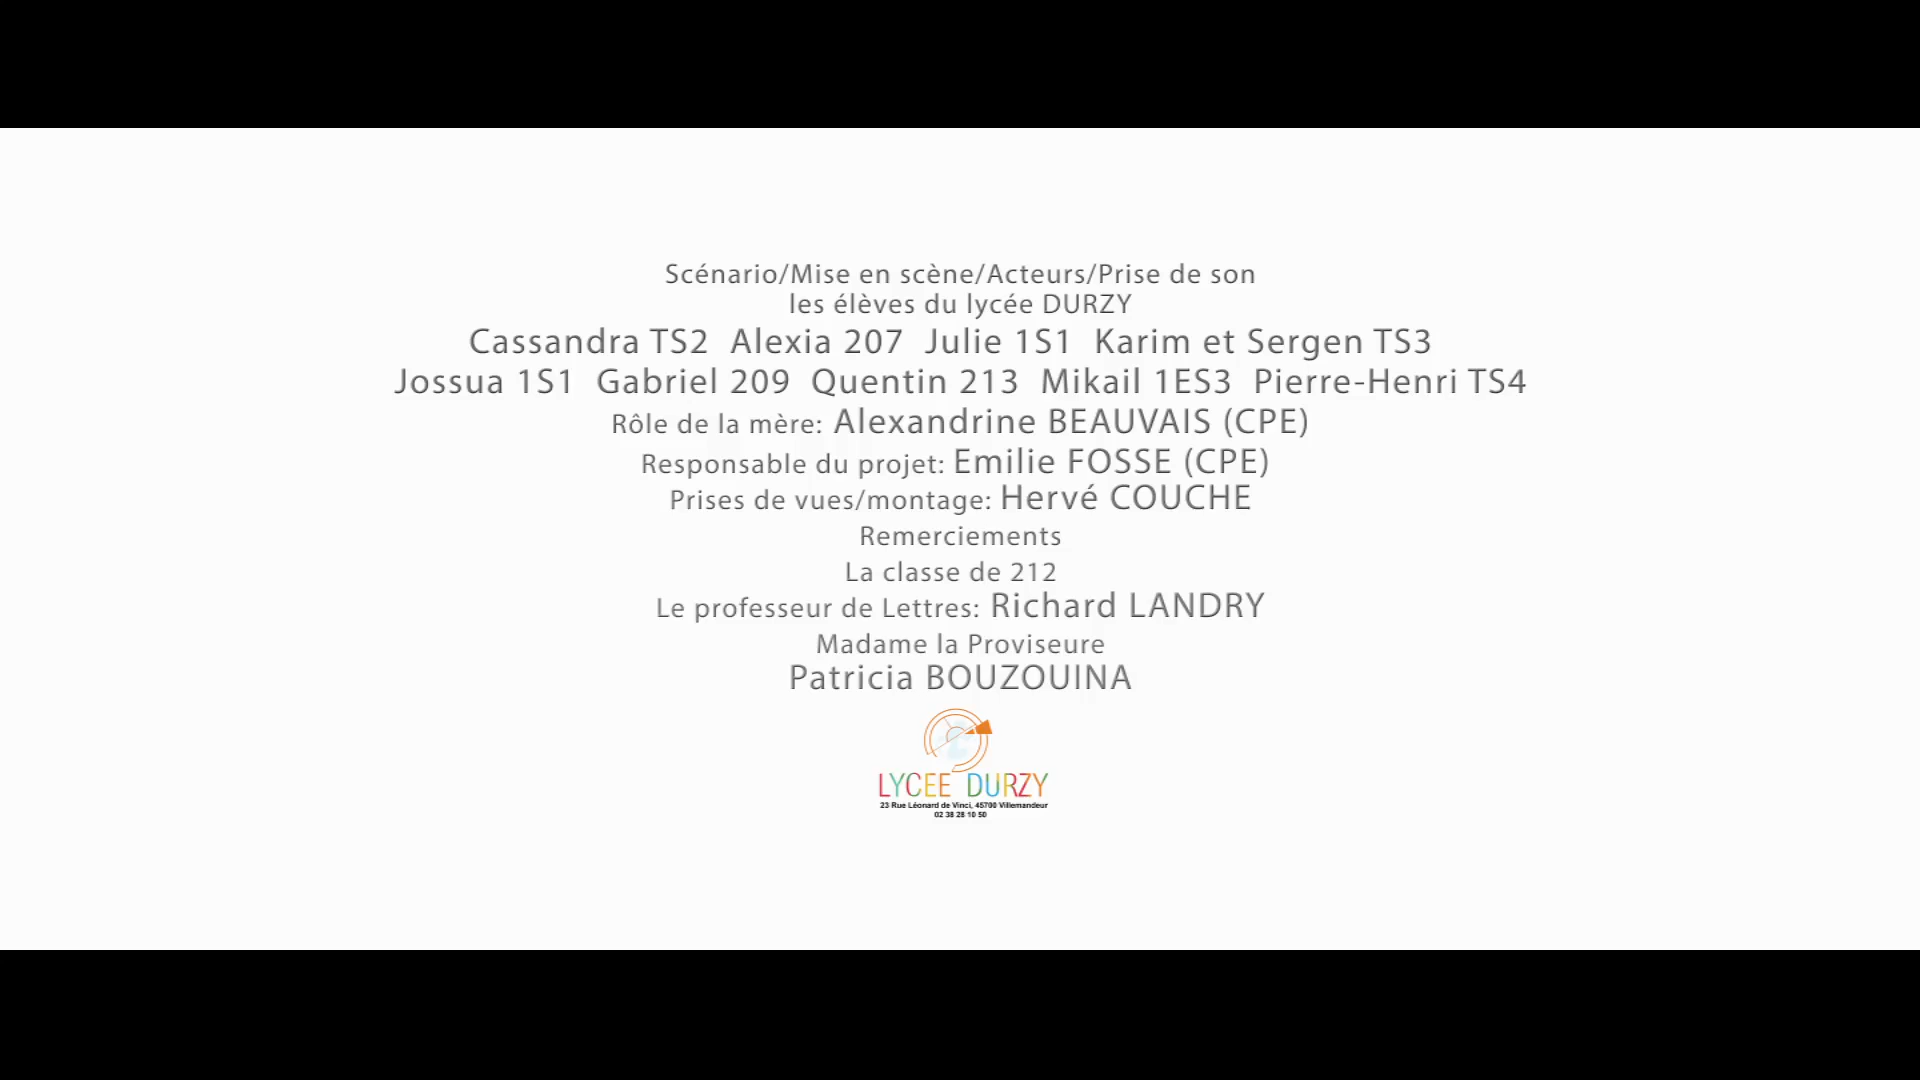 Scénario/Mise en scène/Acteurs/Prise de son
les élèves du lycée DURZY
Cassandra TS2 Alexia 207 Julie 1S1 Karim et Sergen TS3
Jossua 1S1 Gabriel 209 Quentin 213 Mikail 1ES3 Pierre-Henri TS4
Rôle de la mère: Alexandrine BEAUVAIS (CPE)
Responsable du projet: Emilie FOSSE (CPE)
Prises de vues/montage: Hervé COUCHE
Remerciements
La classe de 212
Le professeur de Lettres: Richard LANDRY
Madame la Proviseure
Patricia BOUZOUINA
LYCEE DURZY
23 Rue Léonard de Vinci, 45700 Villemandeur
02 38 28 10 50